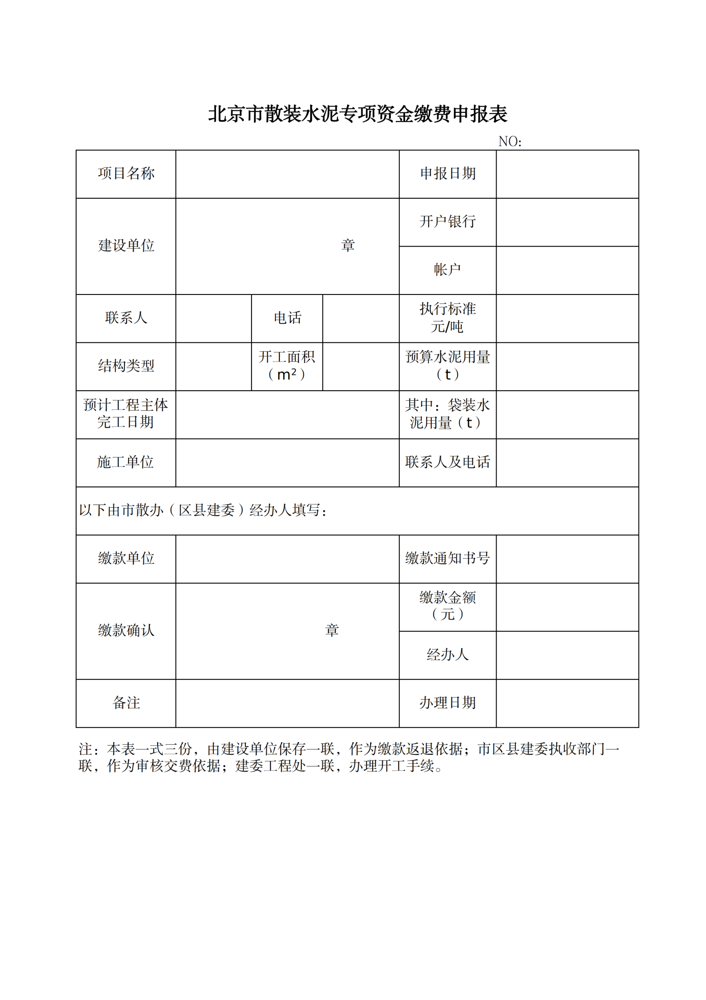 北京市散装水泥专项资金缴费申报表
NO:
项目名称 申报日期
建设单位 章 开户银行
帐户
联系人 电话 执行标准
元/吨
结构类型 开工面积
（m²） 预算水泥用量
（t）
预计工程主体
完工日期 其中：袋装水
泥用量（t）
施工单位 联系人及电话
以下由市散办（区县建委）经办人填写：
缴款单位 缴款通知书号
缴款确认 章 缴款金额
（元）
经办人
备注 办理日期
注：本表一式三份，由建设单位保存一联，作为缴款返退依据；市区县建委执收部门一
联，作为审核交费依据；建委工程处一联，办理开工手续。